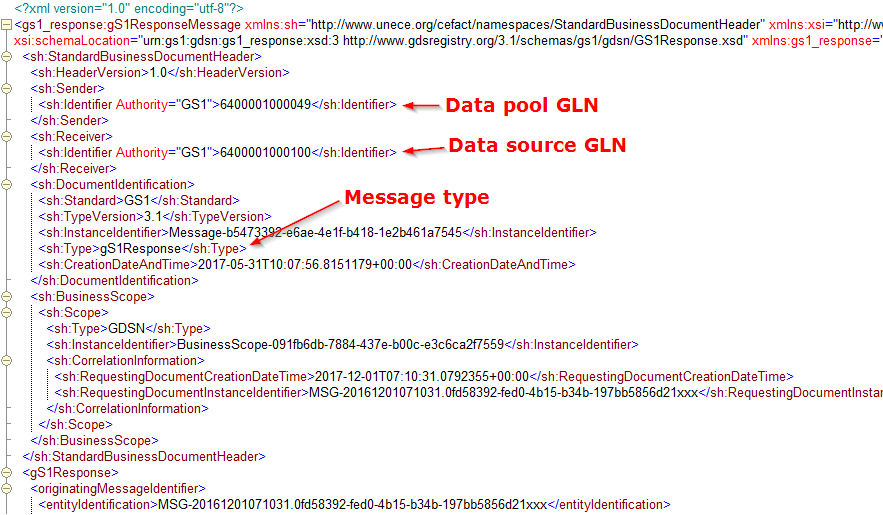 <?xml version="1.0" encoding="utf-8"?>
<gs1_response:gS1ResponseMessage xmlns:sh="http://www.unece.org/cefact/namespaces/StandardBusinessDocumentHeader" xmlns:xsi="http://ww
xsi:schemaLocation="urn:gs1:gdsn:gs1_response:xsd:3 http://www.gdsregistry.org/3.1/schemas/gs1/gdsn/GS1Response.xsd" xmlns:gs1_response="
<sh:StandardBusinessDocumentHeader>
<sh:HeaderVersion>1.0</sh:HeaderVersion>
<sh:Sender>
<sh:Identifier Authority="GS1">6400001000049</sh:Identifier> Data pool GLN
</sh:Sender>
<sh:Receiver>
<sh:Identifier Authority="GS1">6400001000100</sh:Identifier> Data source GLN
</sh:Receiver>
<sh:DocumentIdentification>
<sh:Standard>GS1</sh:Standard> Message type
<sh:TypeVersion>3.1</sh:TypeVersion>
<sh:InstanceIdentifier>Message-b5473392-e6ae-4e1f-b418-1e2b461a7545</sh:InstanceIdentifier>
<sh:Type>gS1Response</sh:Type>
<sh:CreationDateAndTime>2017-05-31T10:07:56.8151179+00:00</sh:CreationDateAndTime>
</sh:DocumentIdentification>
<sh:BusinessScope>
<sh:Scope>
<sh:Type>GDSN</sh:Type>
<sh:InstanceIdentifier>BusinessScope-091fb6db-7884-437e-b00c-e3c6ca2f7559</sh:InstanceIdentifier>
<sh:CorrelationInformation>
<sh:RequestingDocumentCreationDateTime>2017-12-01T07:10:31.0792355+00:00</sh:RequestingDocumentCreationDateTime>
<sh:RequestingDocumentInstanceIdentifier>MSG-20161201071031.0fd58392-fed0-4b15-b34b-197bb5856d21xxx</sh:RequestingDocumentInstan
</sh:CorrelationInformation>
</sh:Scope>
</sh:BusinessScope>
</sh:StandardBusinessDocumentHeader>
<gS1Response>
<originatingMessageIdentifier>
<entityIdentification>MSG-20161201071031.0fd58392-fed0-4b15-b34b-197bb5856d21xxx</entityIdentification>